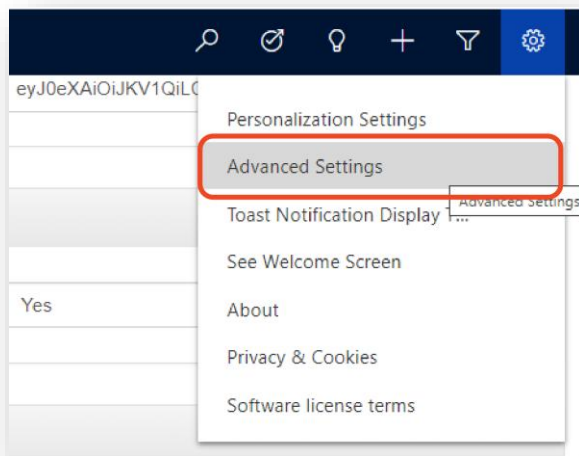 eyJ0eXAiOiJKV1QiLC
Personalization Settings
Advanced Settings
Advanced Settings
Toast Notification Display T...
See Welcome Screen
Yes
About
Privacy & Cookies
Software license terms